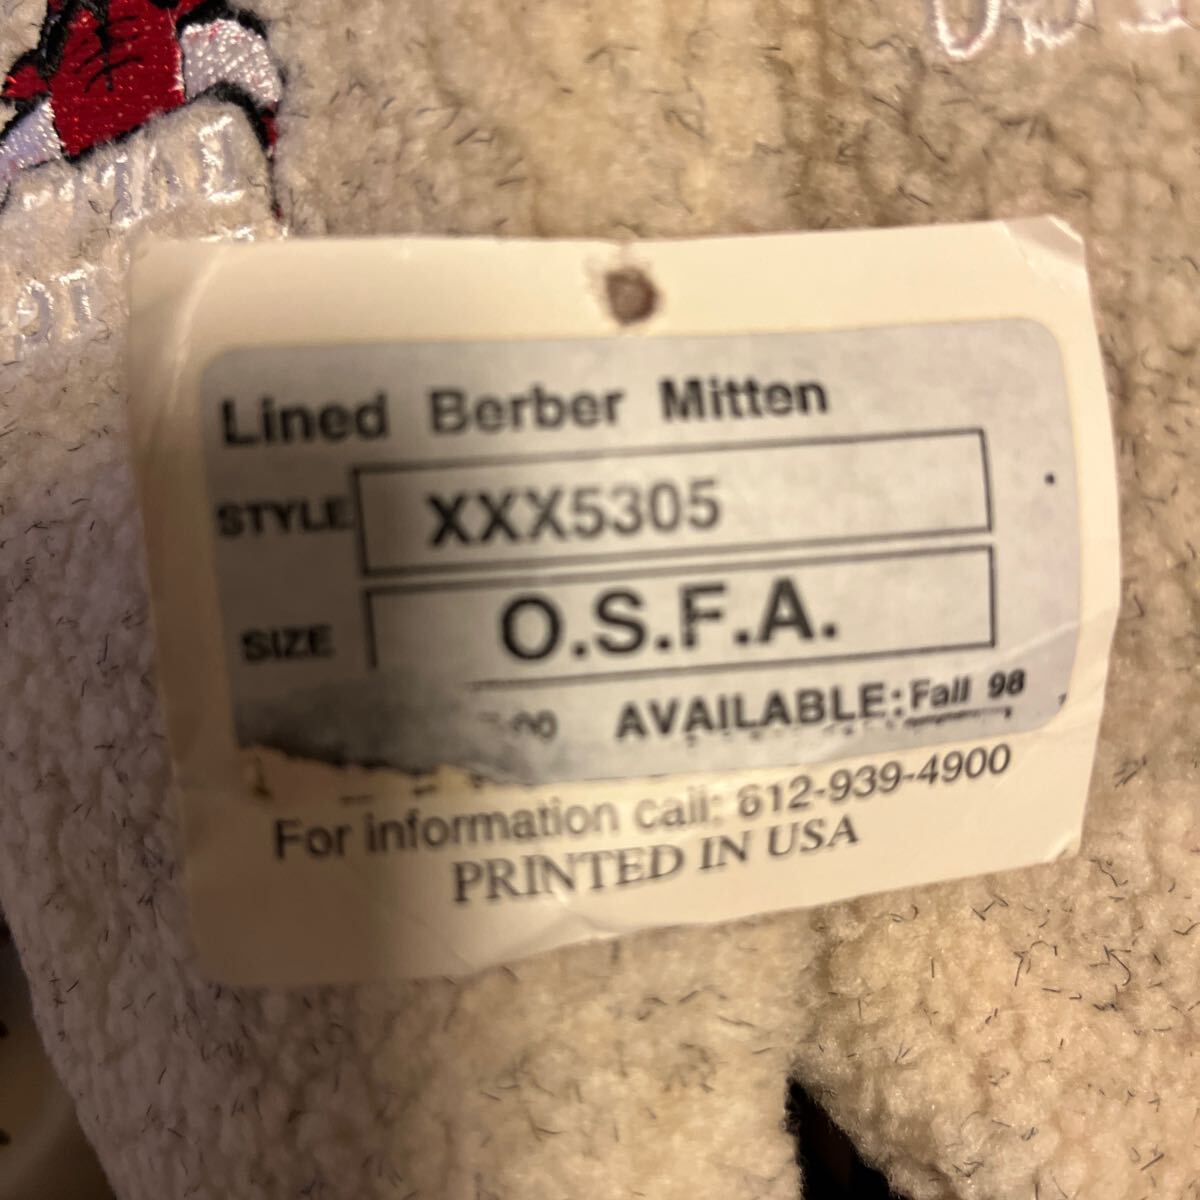 Lined Berber Mitten
STYLE XXX5305
SIZE O.S.F.A.
AVAILABLE: Fall 98
For information call: 612-939-4900
PRINTED IN USA